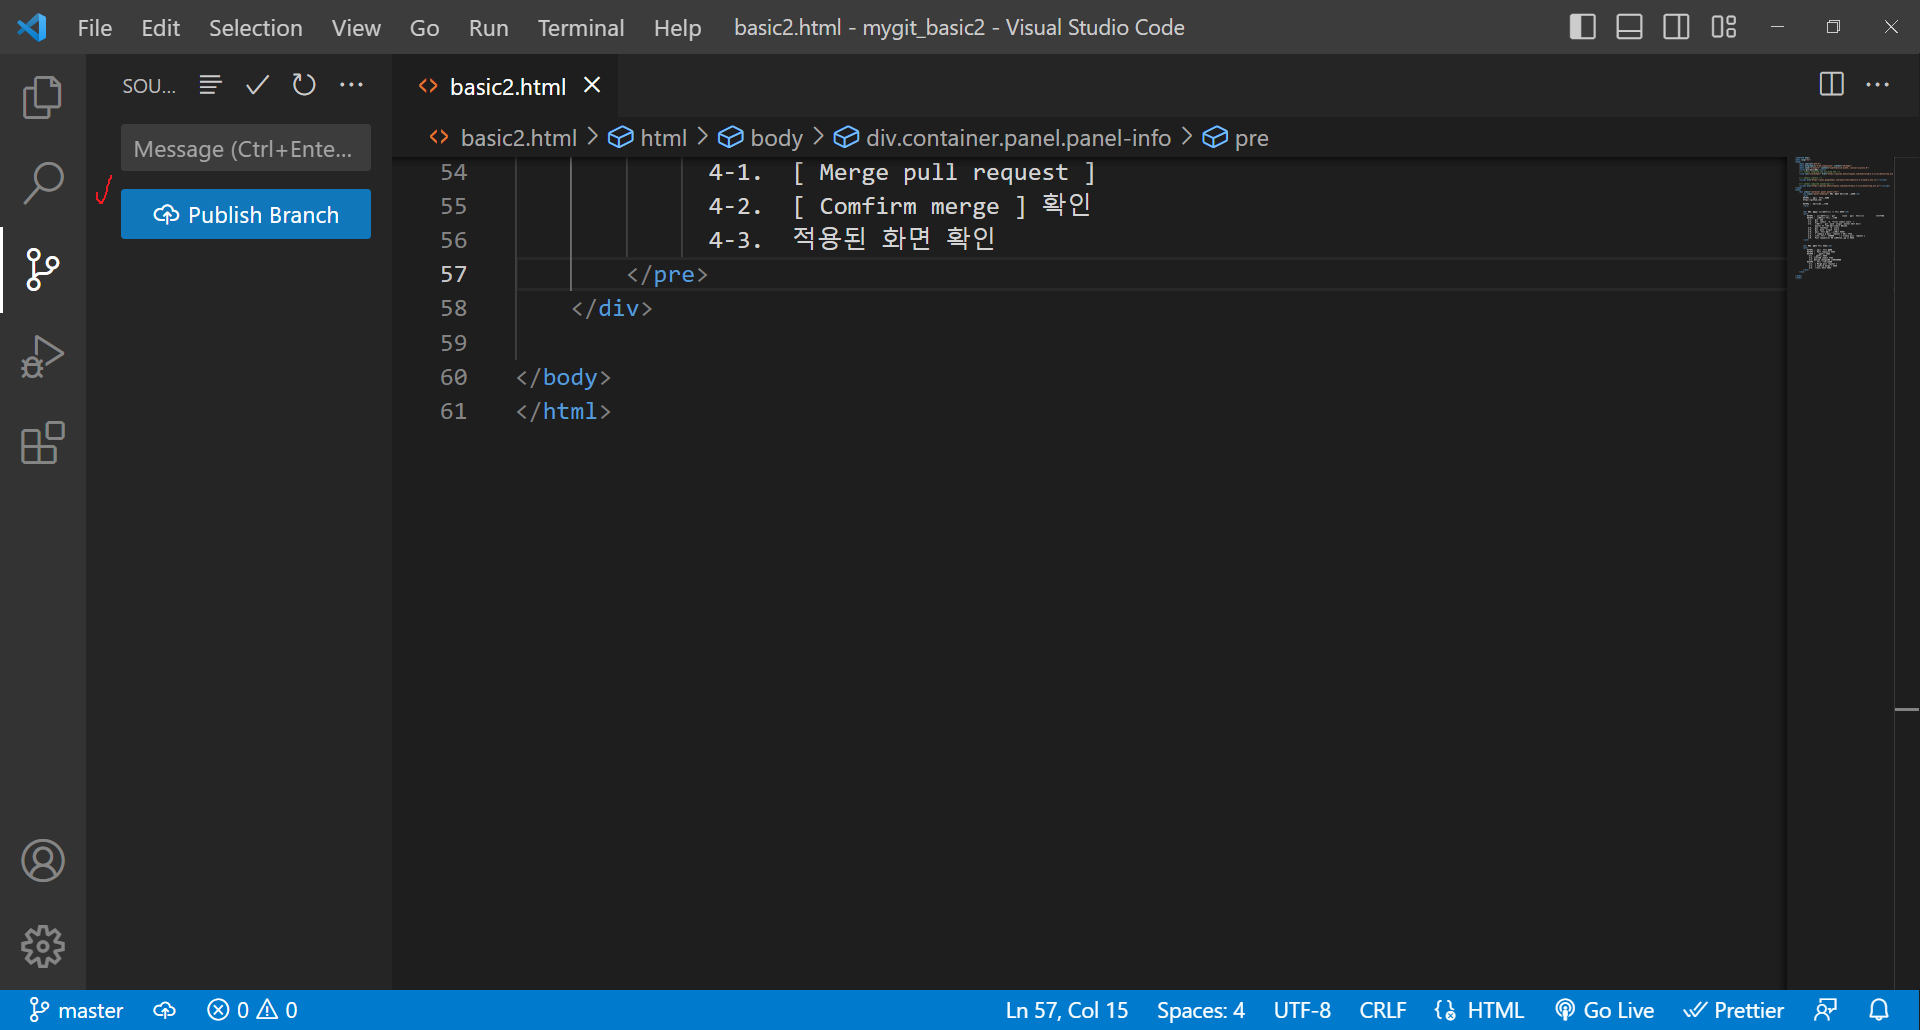 File Edit Selection View Go Run Terminal Help basic2.html - mygit_basic2 - Visual Studio Code
SOU...
basic2.html
Message (Ctrl+Ente...
basic2.html > html > body > div.container.panel.panel-info > pre
Publish Branch
54 4-1. [ Merge pull request ]
55 4-2. [ Comfirm merge ] 확인
56 4-3. 적용된 화면 확인
57 </pre>
58 </div>
59
60 </body>
61 </html>
master 0 0 Ln 57, Col 15 Spaces: 4 UTF-8 CRLF HTML Go Live Prettier